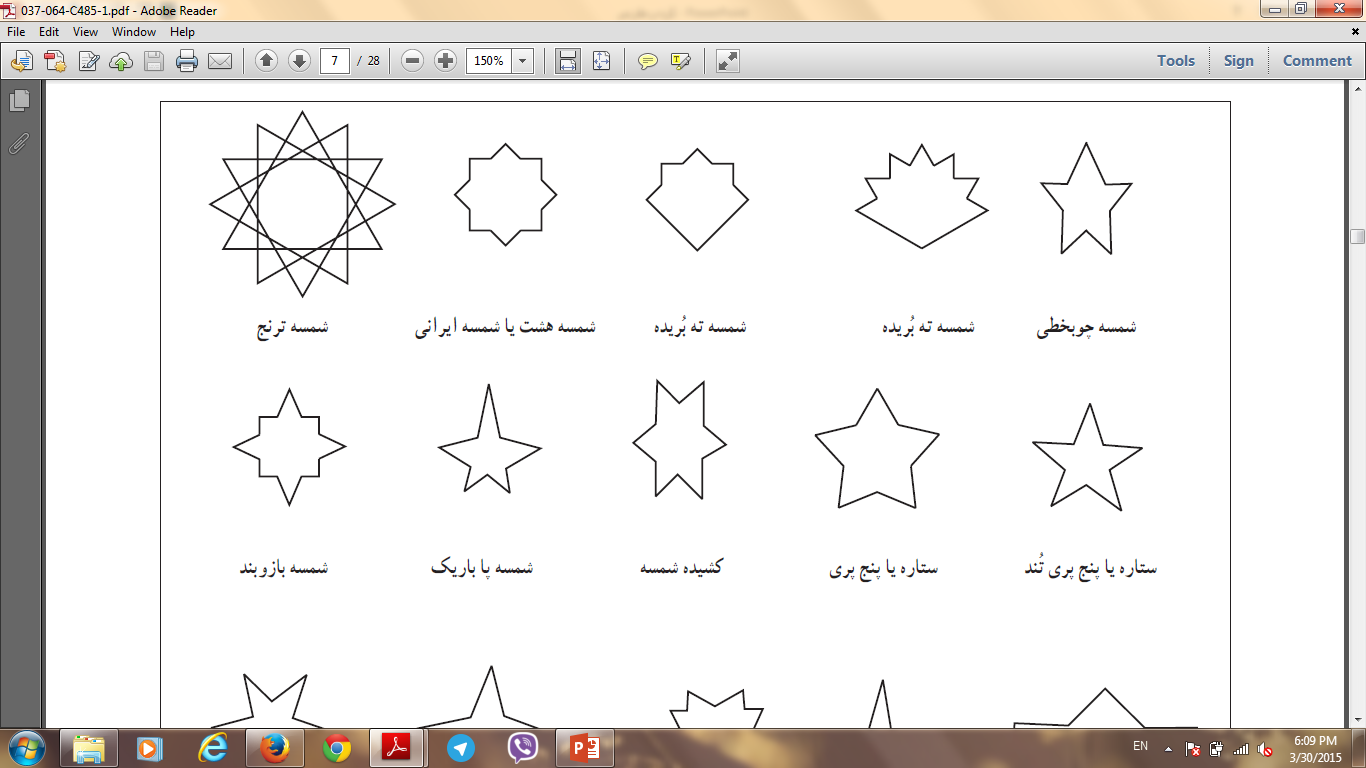 037-064-C485-1.pdf - Adobe Reader
File Edit View Window Help
7 / 28 150% Tools Sign Comment
شمسه چوبخطی شمسه ته بُریده شمسه ته بُریده شمسه هشت یا شمسه ایرانی شمسه ترنج
ستاره یا پنج پری تُند ستاره یا پنج پری کشیده شمسه شمسه پا باریک شمسه بازوبند
EN 6:09 PM
3/30/2015